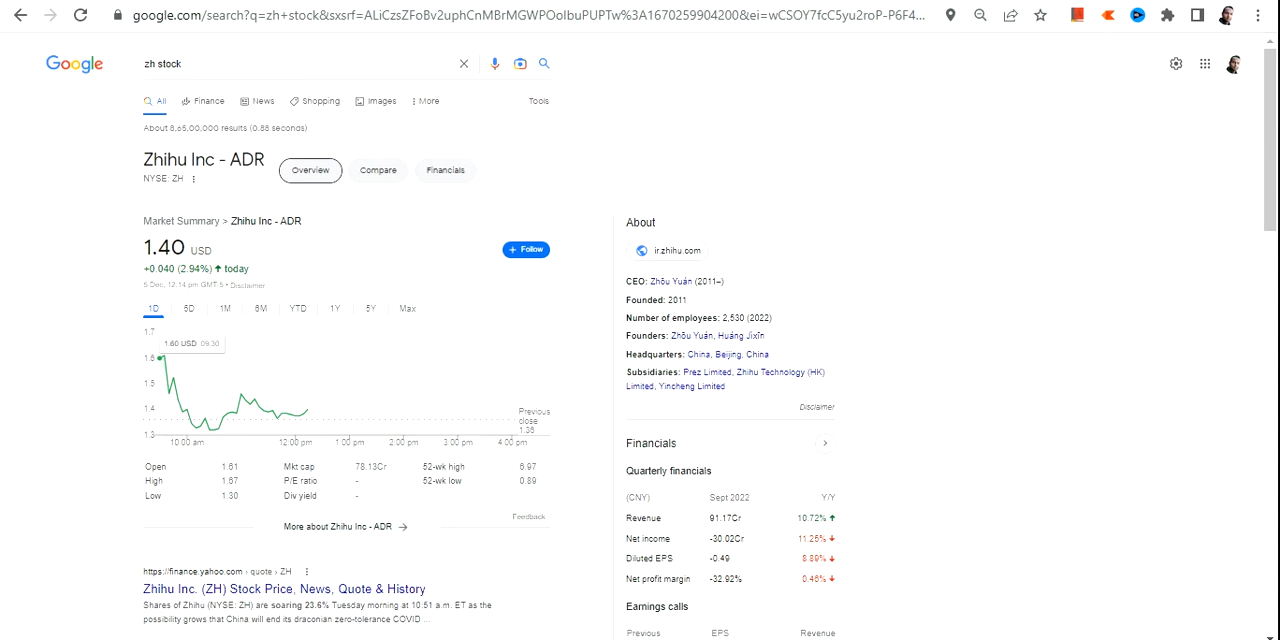 google.com/search?q=zh+stock&sxsrf=ALiCzsZFoBv2uphCnMBrMGWPOoIbuPUPTw%3A1670259904200&ei=wCSOY7fcC5yu2roP-P6F4...
Google
zh stock
All Finance News Shopping Images More Tools
About 8,65,00,000 results (0.88 seconds)
Zhihu Inc - ADR
NYSE: ZH
Overview Compare Financials
Market Summary > Zhihu Inc - ADR
1.40 USD
+ Follow
+0.040 (2.94%) ↑ today
5 Dec, 12:14 pm GMT-5 • Disclaimer
1D 5D 1M 6M YTD 1Y 5Y Max
1.7
1.60 USD 09:30
1.6
1.5
1.4
1.3
Previous
close
1.36
10:00 am 12:00 pm 1:00 pm 2:00 pm 3:00 pm 4:00 pm
Open 1.61 Mkt cap 78.13Cr 52-wk high 6.97
High 1.67 P/E ratio - 52-wk low 0.89
Low 1.30 Div yield -
Feedback
More about Zhihu Inc - ADR →
https://finance.yahoo.com › quote › ZH
Zhihu Inc. (ZH) Stock Price, News, Quote & History
Shares of Zhihu (NYSE: ZH) are soaring 23.6% Tuesday morning at 10:51 a.m. ET as the
possibility grows that China will end its draconian zero-tolerance COVID ...
About
ir.zhihu.com
CEO: Zhōu Yuán (2011–)
Founded: 2011
Number of employees: 2,530 (2022)
Founders: Zhōu Yuán, Huáng Jìxīn
Headquarters: China, Beijing, China
Subsidiaries: Prez Limited, Zhihu Technology (HK)
Limited, Yincheng Limited
Disclaimer
Financials
Quarterly financials
(CNY) Sept 2022 Y/Y
Revenue 91.17Cr 10.72% ↑
Net income -30.02Cr 11.25% ↓
Diluted EPS -0.49 8.89% ↓
Net profit margin -32.92% 0.46% ↓
Earnings calls
Previous EPS Revenue